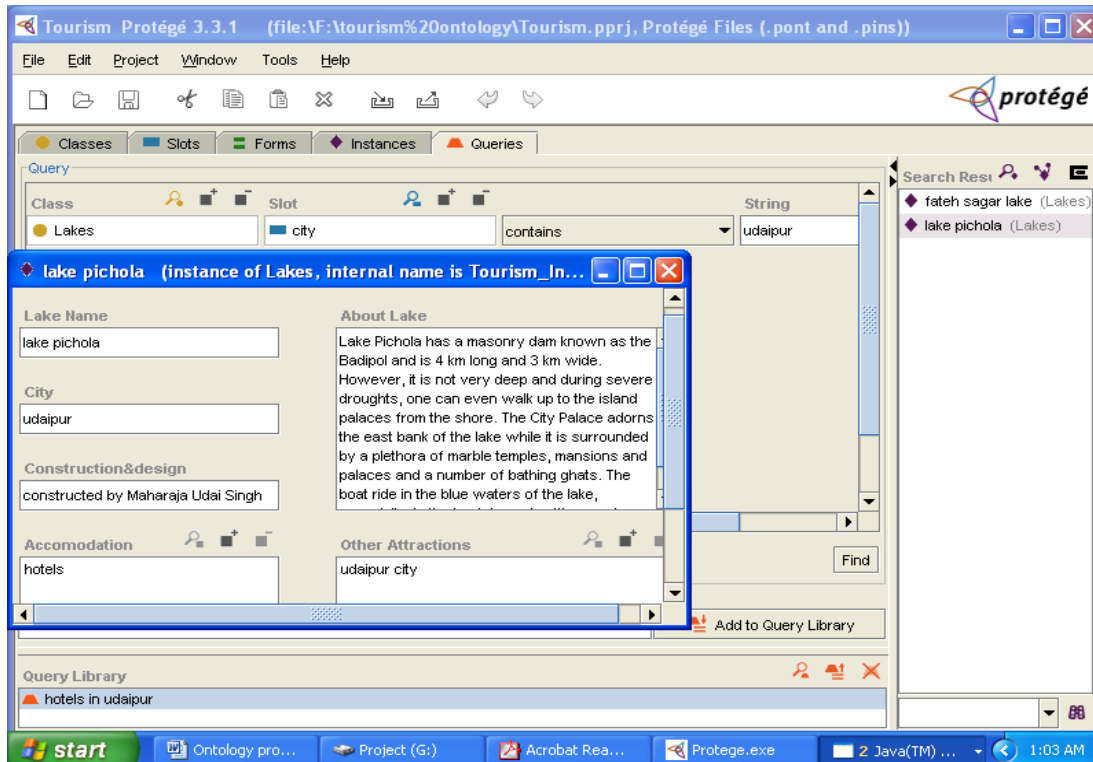 Tourism Protégé 3.3.1 (file:\F:\tourism%20ontology\Tourism.pprj, Protégé Files (.pont and .pins))
File Edit Project Window Tools Help
protégé
Classes Slots Forms Instances Queries
Query
Class Slot String
Lakes city contains udaipur
Search
fateh sagar lake (Lakes)
lake pichola (Lakes)
lake pichola (instance of Lakes, internal name is Tourism_In...
Lake Name
lake pichola
City
udaipur
Construction&design
constructed by Maharaja Udai Singh
Accomodation
hotels
About Lake
Lake Pichola has a masonry dam known as the
Badipol and is 4 km long and 3 km wide.
However, it is not very deep and during severe
droughts, one can even walk up to the island
palaces from the shore. The City Palace adorns
the east bank of the lake while it is surrounded
by a plethora of marble temples, mansions and
palaces and a number of bathing ghats. The
boat ride in the blue waters of the lake,
Other Attractions
udaipur city
Find
Add to Query Library
Query Library
hotels in udaipur
start Ontology pro... Project (G:) Acrobat Rea... Protege.exe 2 Java(TM) ... 1:03 AM